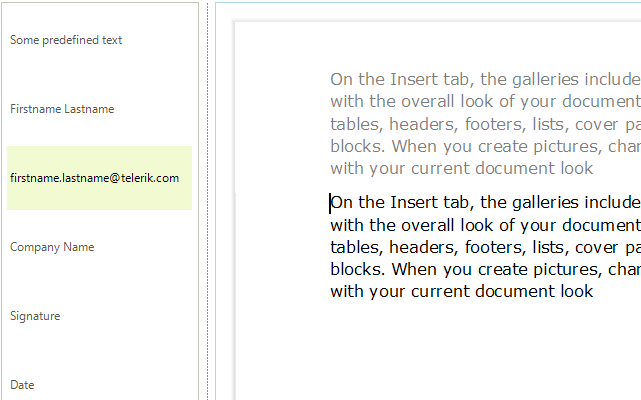 Some predefined text
Firstname Lastname
firstname.lastname@telerik.com
Company Name
Signature
Date
On the Insert tab, the galleries include
with the overall look of your document
tables, headers, footers, lists, cover pa
blocks. When you create pictures, char
with your current document look
On the Insert tab, the galleries include
with the overall look of your document
tables, headers, footers, lists, cover pa
blocks. When you create pictures, char
with your current document look